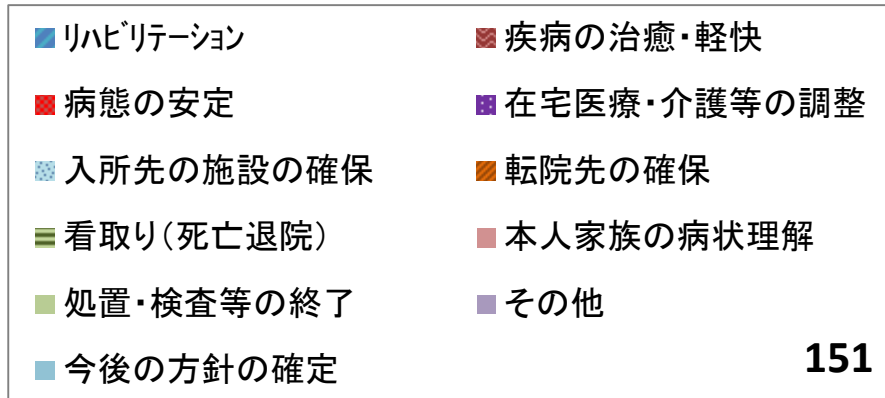 ﾘﾊﾋﾞﾘﾃｰｼｮﾝ
疾病の治癒・軽快
病態の安定
在宅医療・介護等の調整
入所先の施設の確保
転院先の確保
看取り（死亡退院）
本人家族の病状理解
処置・検査等の終了
その他
今後の方針の確定
151